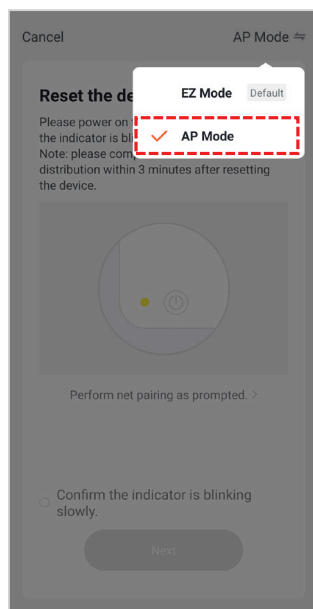 Cancel
AP Mode
Reset the de
EZ Mode Default
AP Mode
Please power on
the indicator is bl
Note: please com
distribution within 3 minutes after resetting
the device.
Perform net pairing as prompted. >
Confirm the indicator is blinking
slowly.
Next